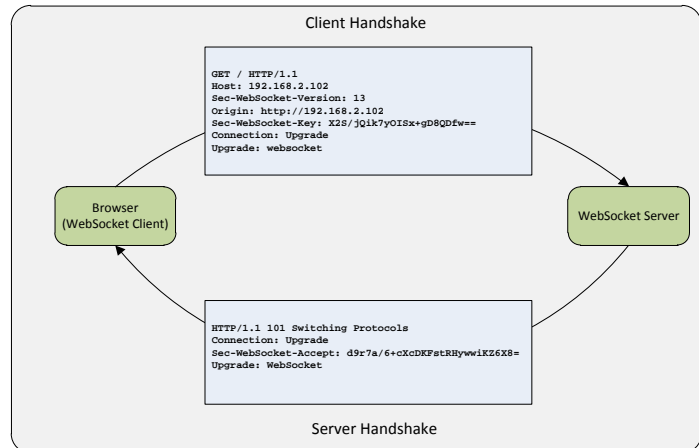 Client Handshake
GET / HTTP/1.1
Host: 192.168.2.102
Sec-WebSocket-Version: 13
Origin: http://192.168.2.102
Sec-WebSocket-Key: X2S/jQik7yOISx+gD8QDfw==
Connection: Upgrade
Upgrade: websocket
Browser
(WebSocket Client)
WebSocket Server
HTTP/1.1 101 Switching Protocols
Connection: Upgrade
Sec-WebSocket-Accept: d9r7a/6+cXcDKFstRHywwiKZ6X8=
Upgrade: WebSocket
Server Handshake